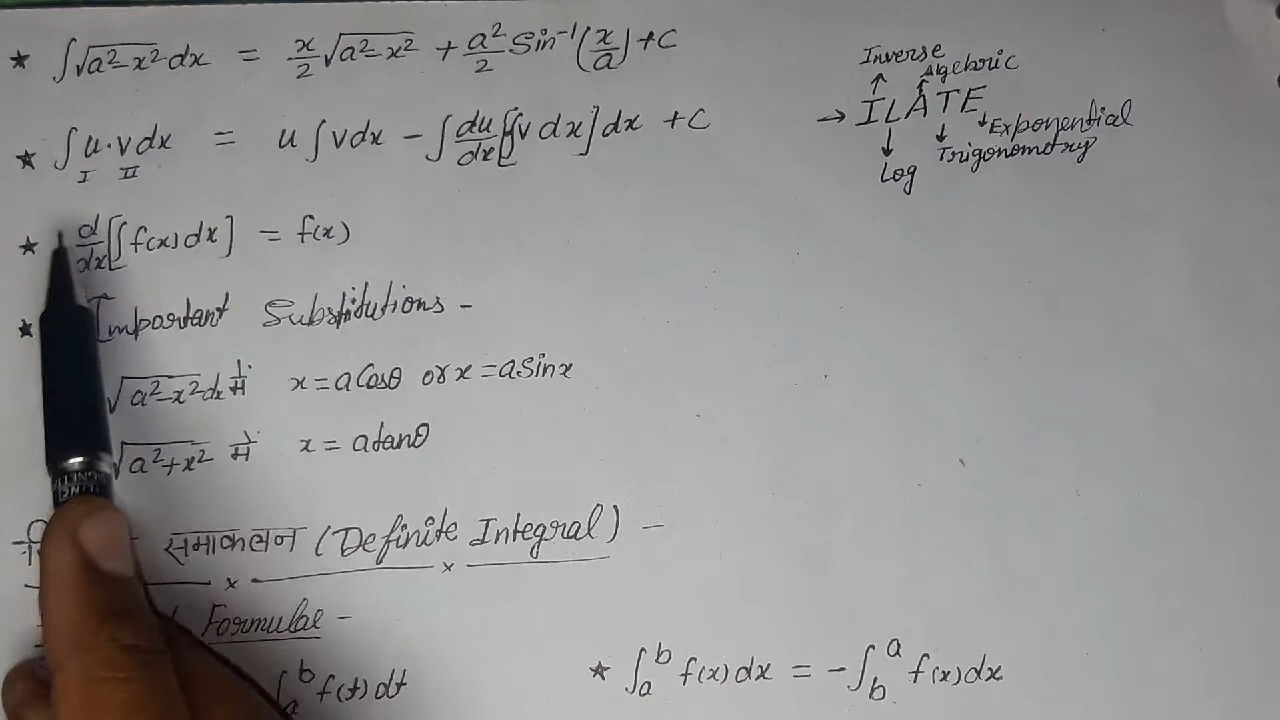 ★ ∫√(a²-x²) dx = x/2 √(a²-x²) + a²/2 Sin⁻¹(x/a) + C
Inverse
Algebric
→ ILATE
Exponential
Trigonometry
Log
★ ∫ u.v dx = u ∫ v dx - ∫ du/dx [∫v dx] dx + C
I II
★ d/dx [∫ f(x) dx] = f(x)
★ Important Substitutions -
√(a²-x²) dx में x = a Cosθ or x = a Sinx
√(a²+x²) में x = a tanθ
समाकलन (Definite Integral) -
Formulae -
∫ₐᵇ f(t) dt
★ ∫ₐᵇ f(x) dx = -∫ᵇₐ f(x) dx